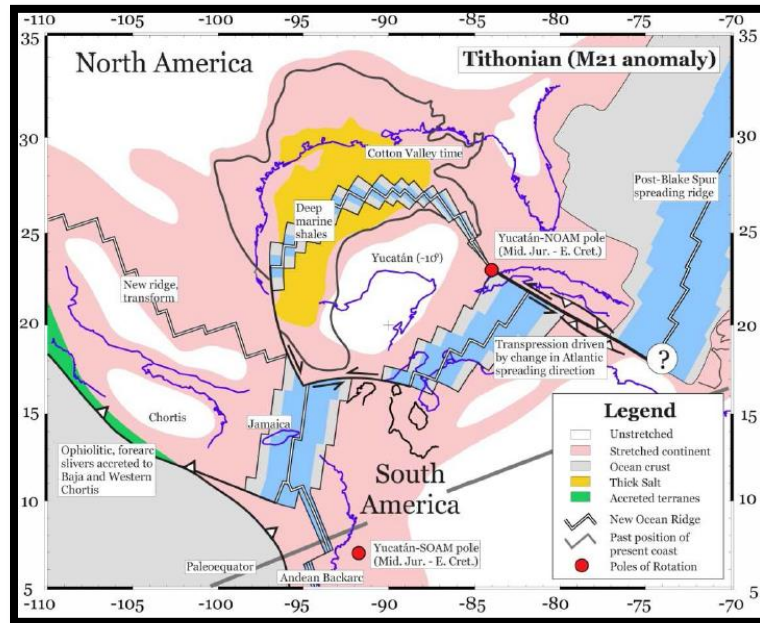 -110 -105 -100 -95 -90 -85 -80 -75 -70
35 35
North America
Tithonian (M21 anomaly)
30 30
Cotton Valley time
Post-Blake Spur
spreading ridge
Deep
marine
shales
25 25
Yucatán-NOAM pole
(Mid. Jur. - E. Cret.)
Yucatán (-10°)
New ridge,
transform
20 20
?
Transpression driven
by change in Atlantic
spreading direction
15 15
Chortis
Jamaica
Legend
Unstretched
Stretched continent
Ocean crust
Thick Salt
Accreted terranes
New Ocean Ridge
Past position of
present coast
Poles of Rotation
Ophiolitic, forearc
slivers accreted to
Baja and Western
Chortis
South
America
10 10
Yucatán-SOAM pole
(Mid. Jur. - E. Cret.)
Paleoequator
Andean Backarc
5 5
-110 -105 -100 -95 -90 -85 -80 -75 -70